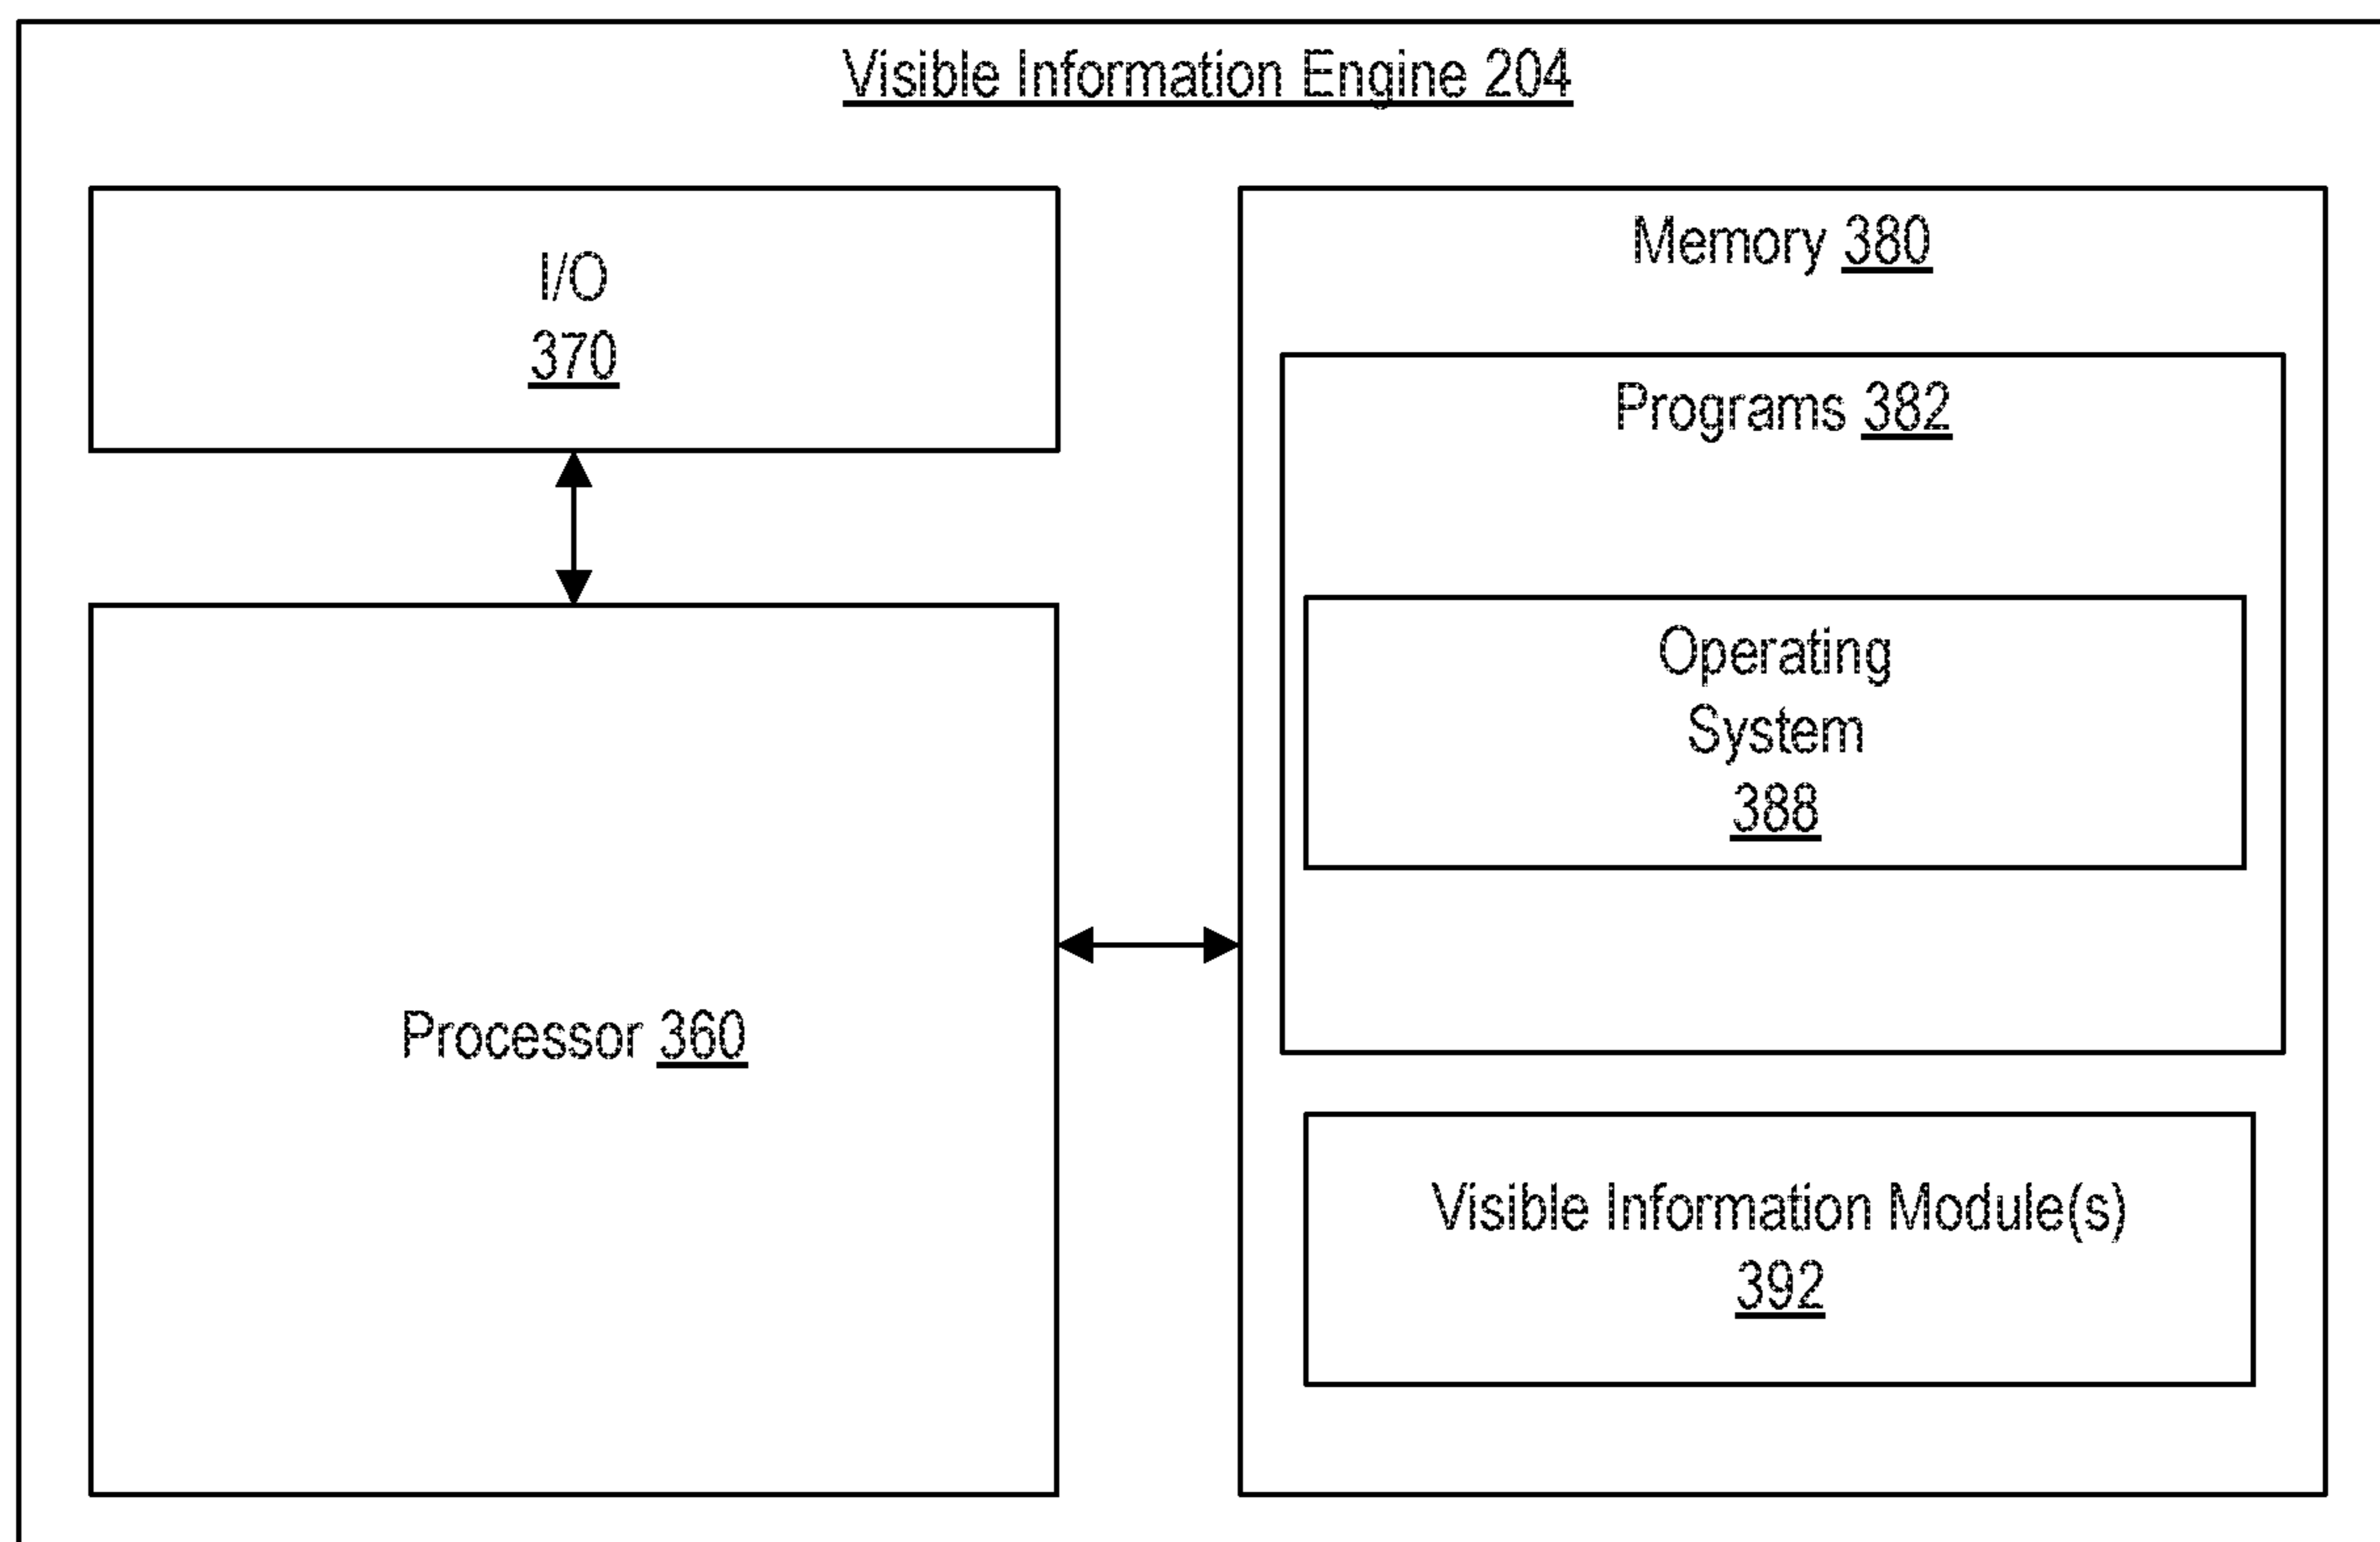 Visible Information Engine 204
I/O
370
Processor 360
Memory 380
Programs 382
Operating
System
388
Visible Information Module(s)
392